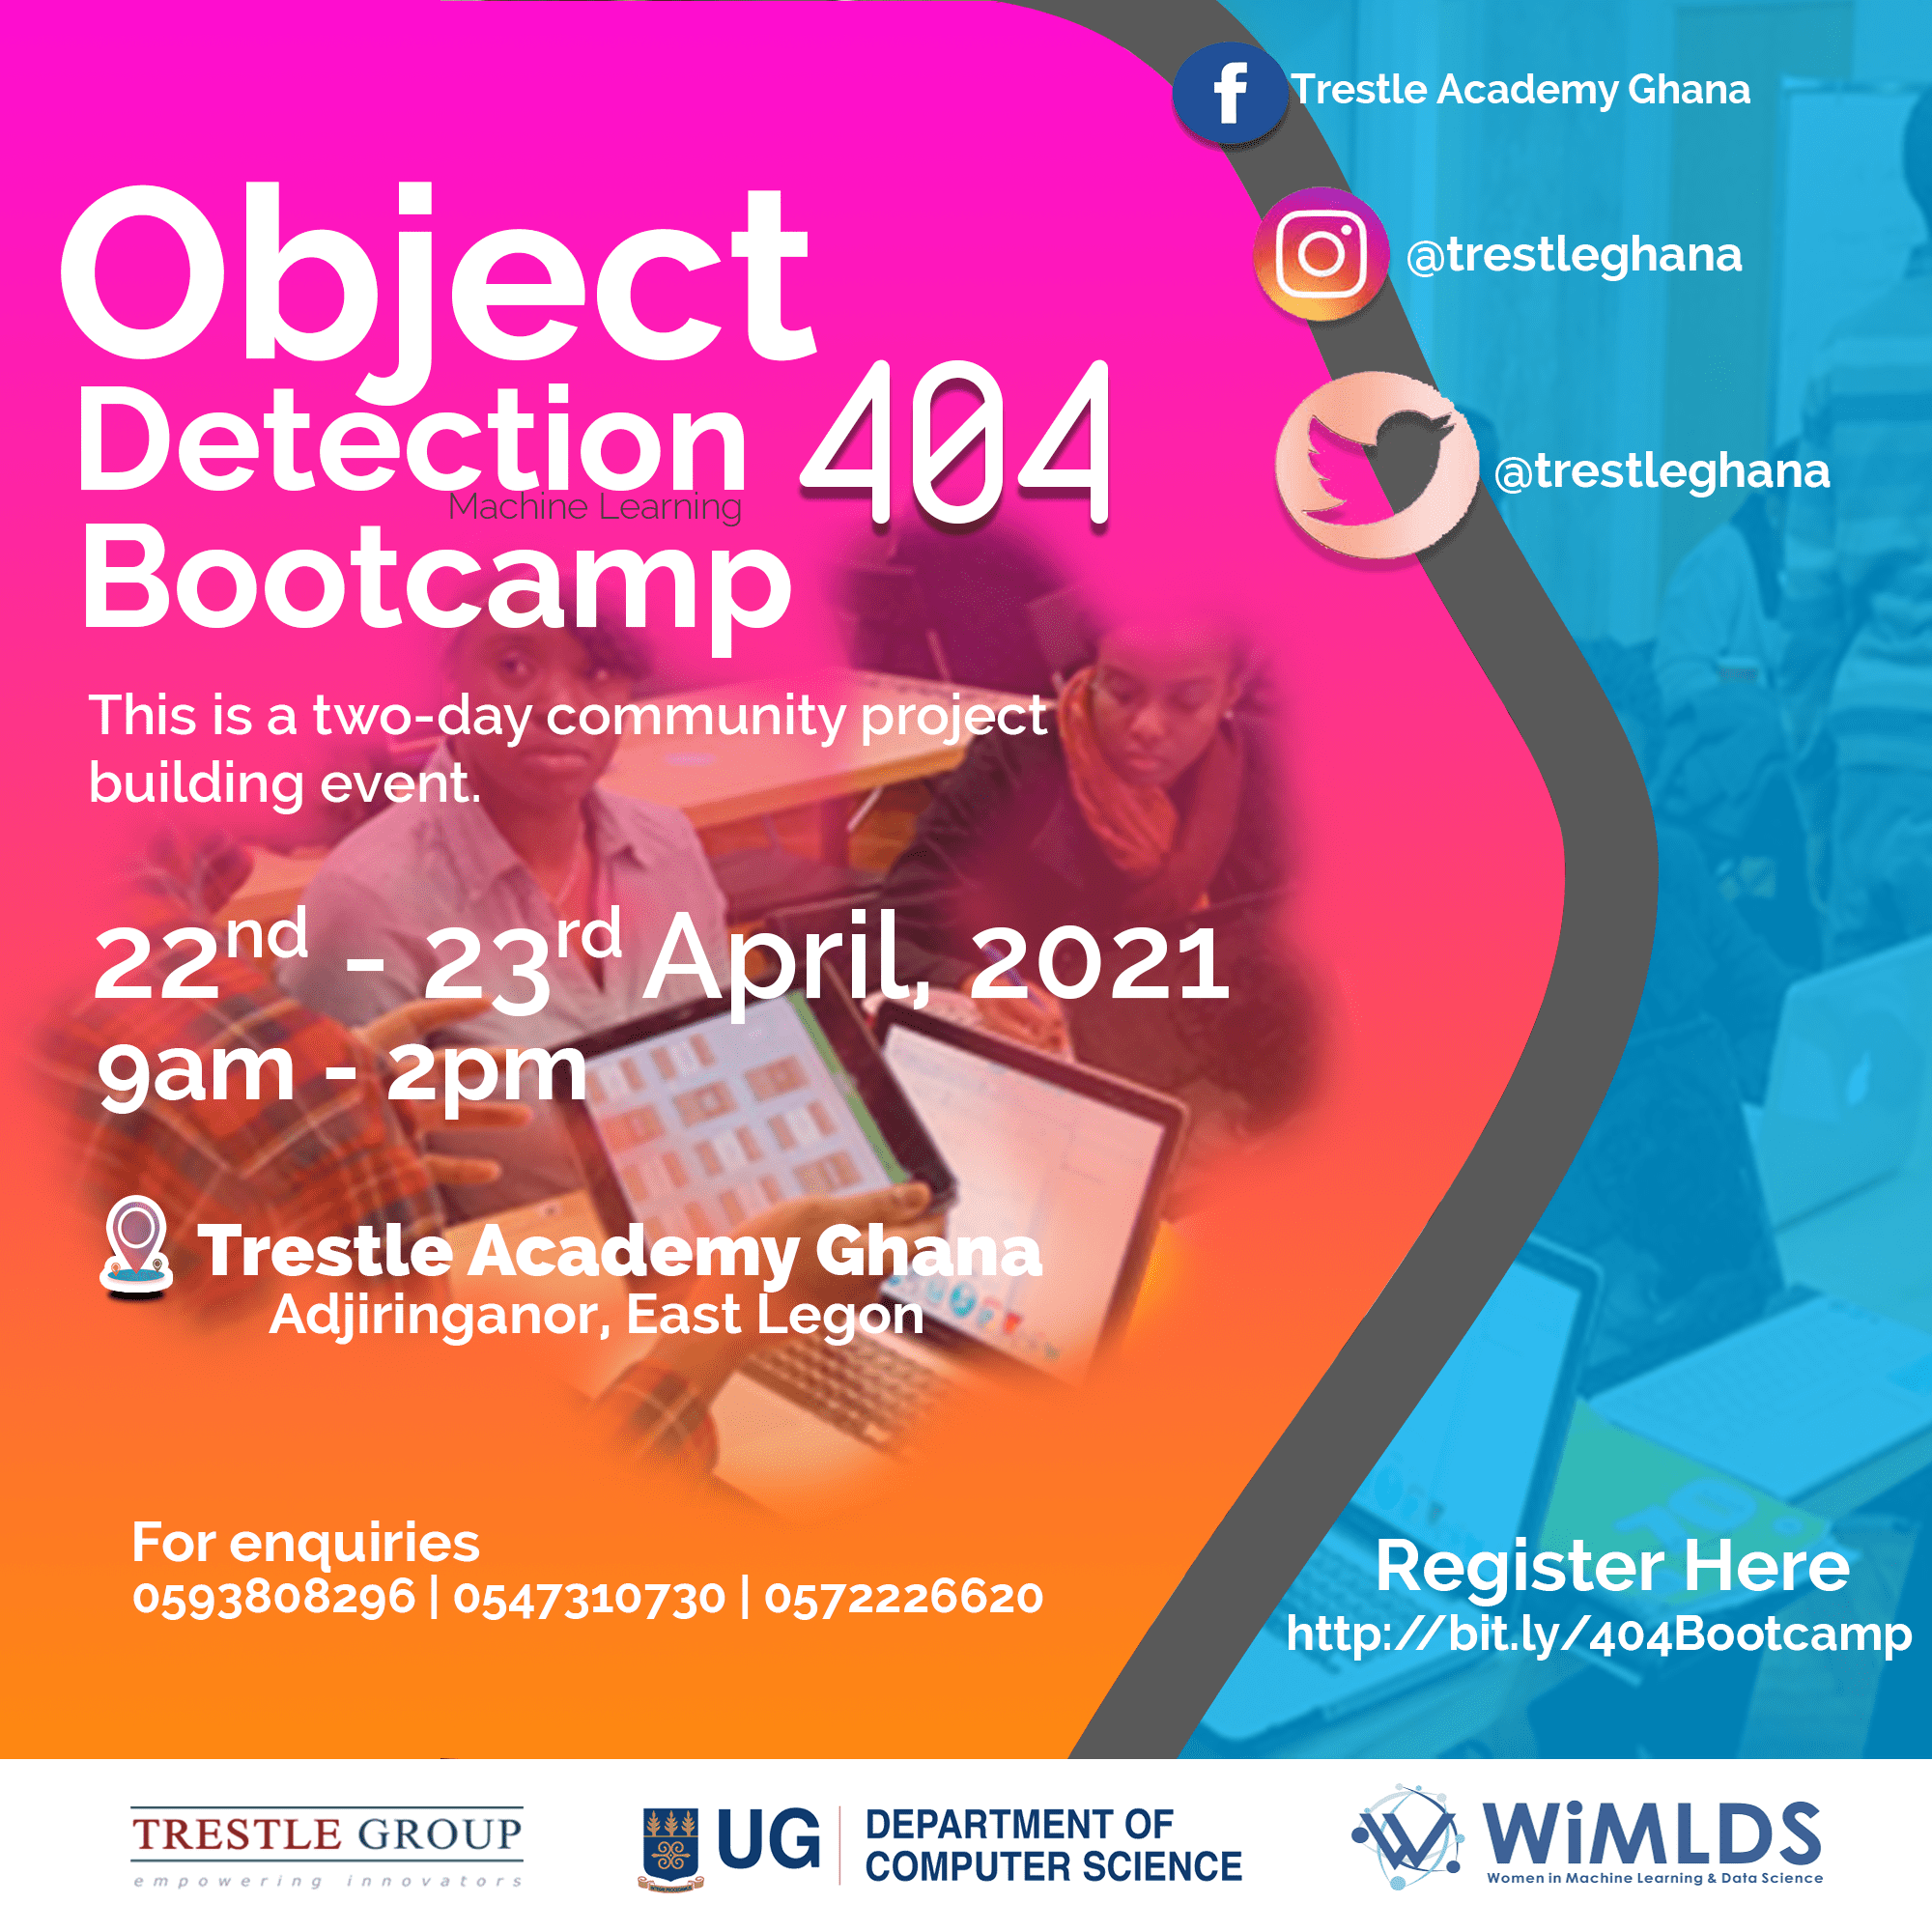 Trestle Academy Ghana
@trestleghana
@trestleghana
Object
Detection 404
Machine Learning
Bootcamp
This is a two-day community project
building event.
22nd - 23rd April, 2021
9am - 2pm
Trestle Academy Ghana
Adjiringanor, East Legon
For enquiries
0593808296 | 0547310730 | 0572226620
Register Here
http://bit.ly/404Bootcamp
TRESTLE GROUP
empowering innovators
UG
DEPARTMENT OF
COMPUTER SCIENCE
WiMLDS
Women in Machine Learning & Data Science